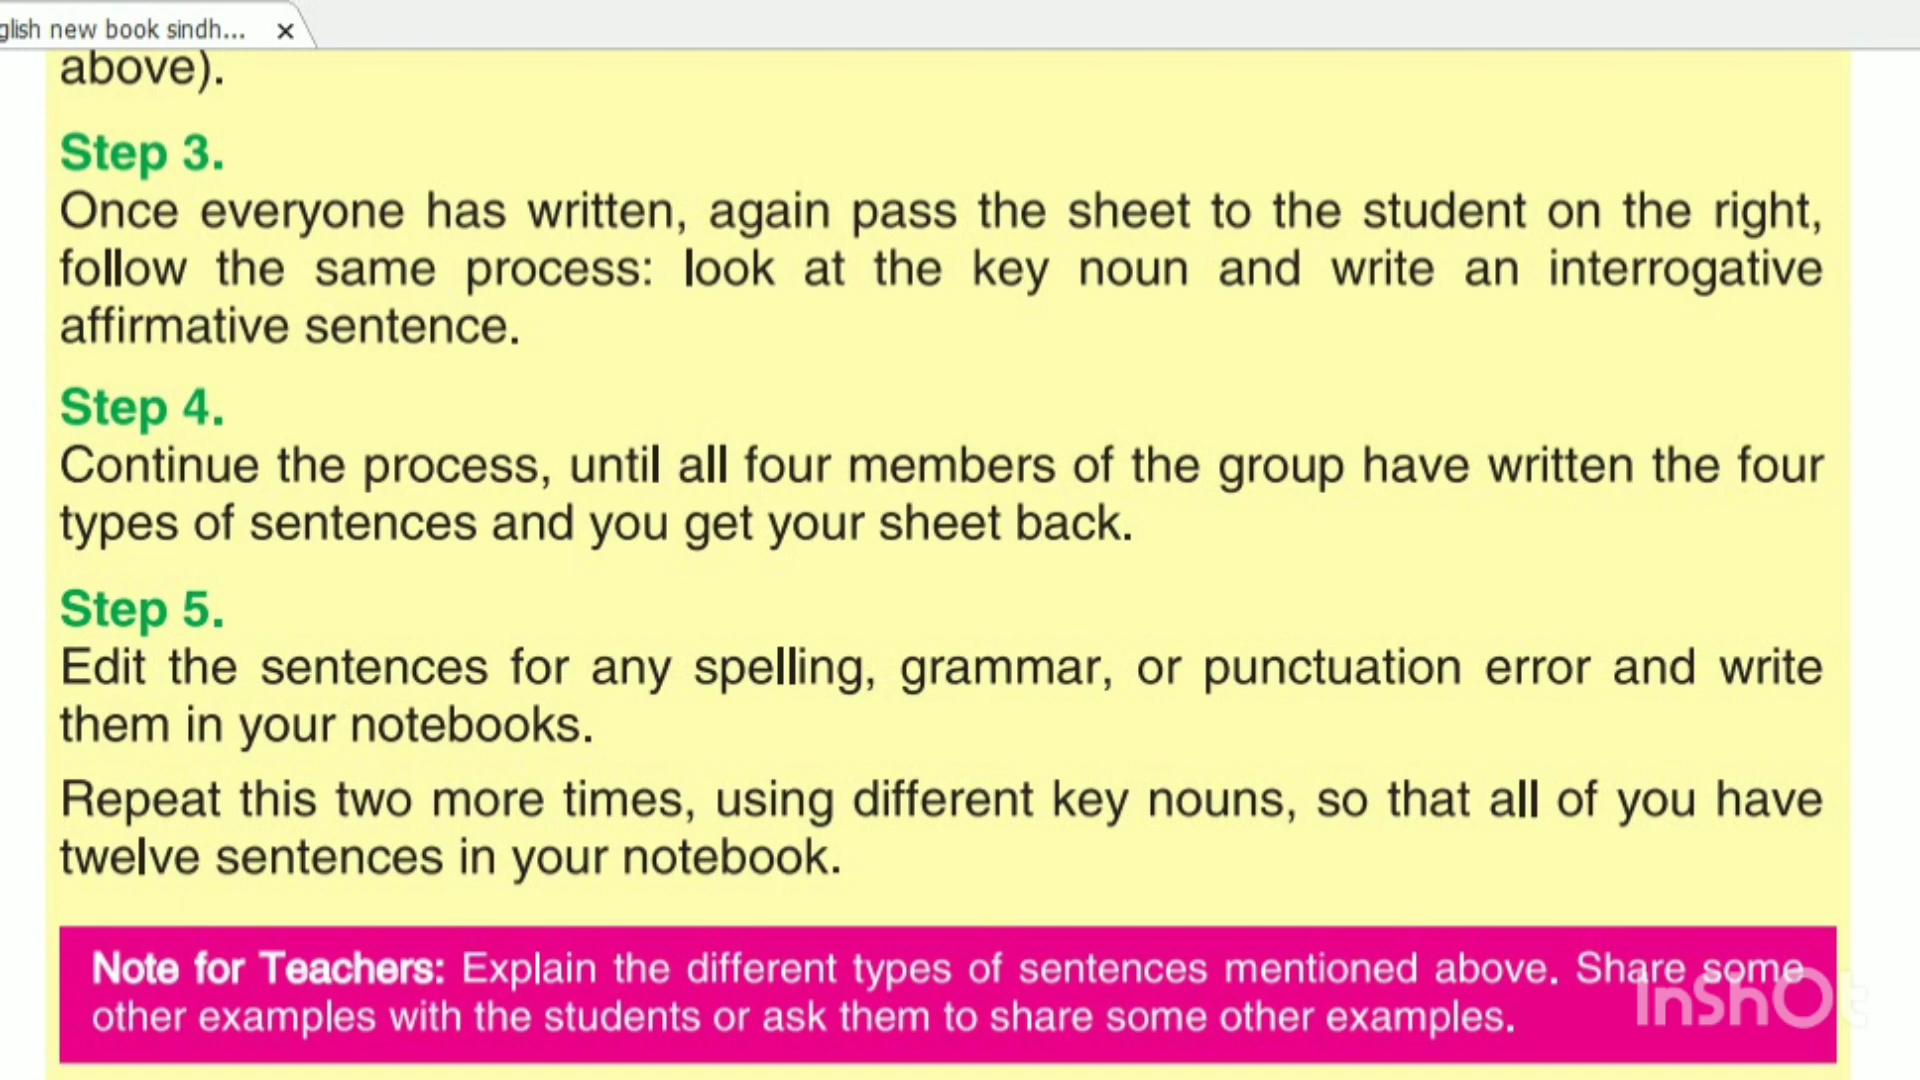 glish new book sindh... ×
above).
Step 3.
Once everyone has written, again pass the sheet to the student on the right,
follow the same process: look at the key noun and write an interrogative
affirmative sentence.
Step 4.
Continue the process, until all four members of the group have written the four
types of sentences and you get your sheet back.
Step 5.
Edit the sentences for any spelling, grammar, or punctuation error and write
them in your notebooks.
Repeat this two more times, using different key nouns, so that all of you have
twelve sentences in your notebook.
Note for Teachers: Explain the different types of sentences mentioned above. Share some
other examples with the students or ask them to share some other examples.
InShOt